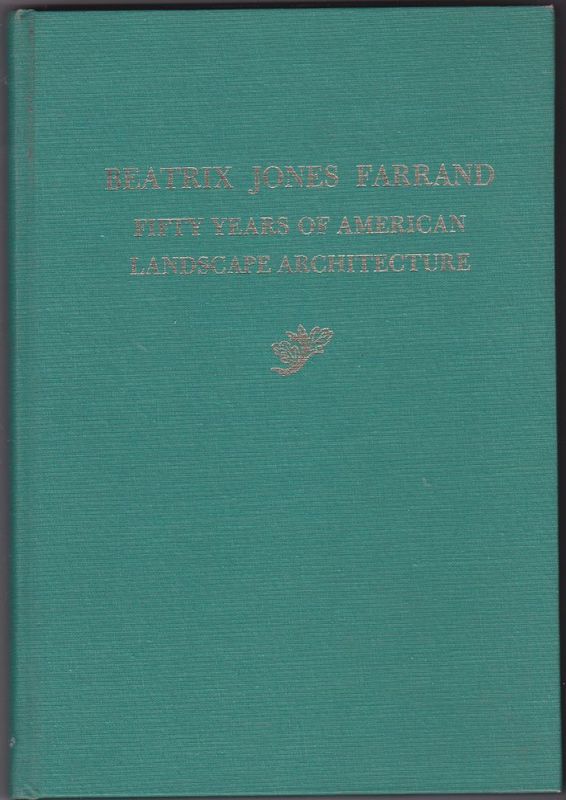 BEATRIX JONES FARRAND
FIFTY YEARS OF AMERICAN
LANDSCAPE ARCHITECTURE